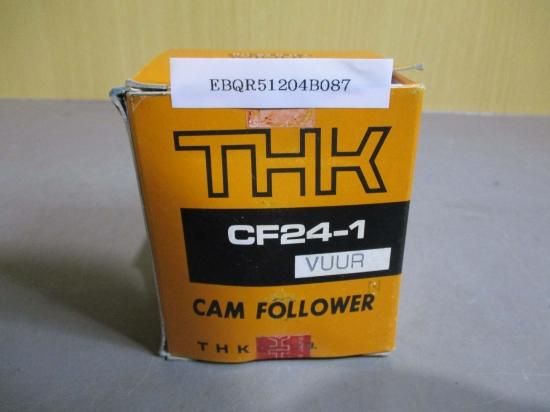 EBQR51204B087
THK
CF24-1
VUUR
CAM FOLLOWER
THK